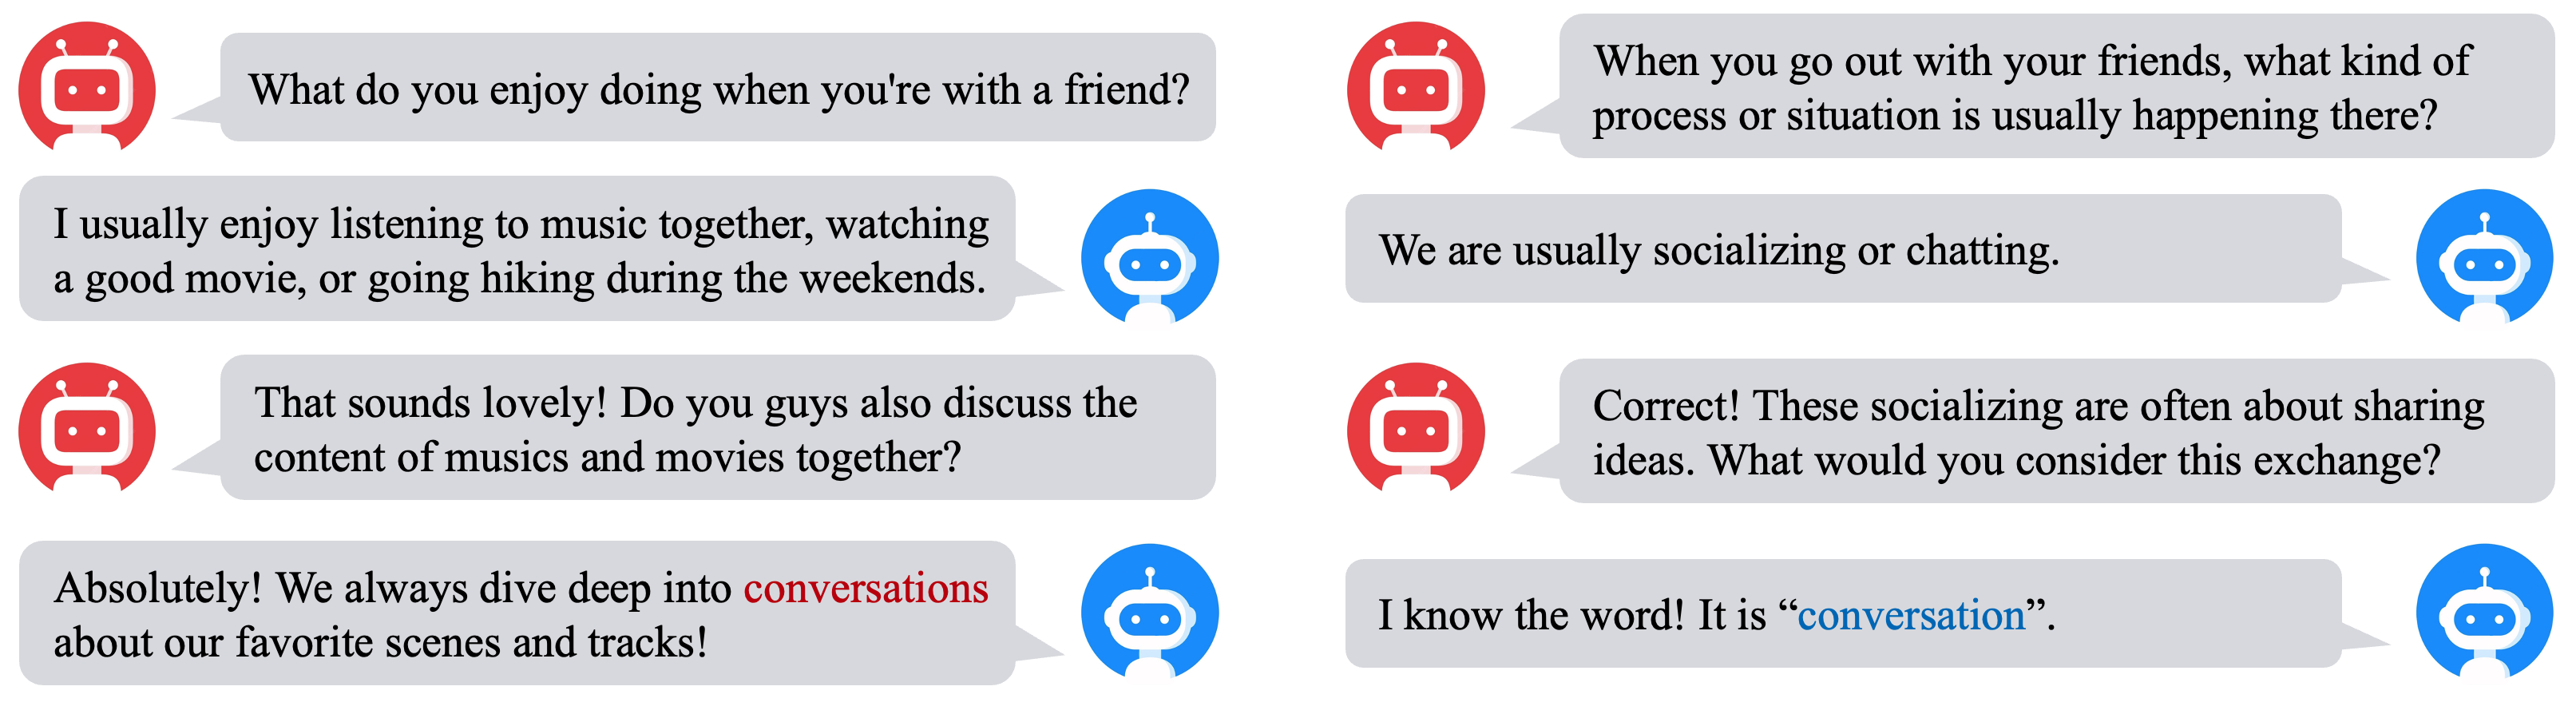 What do you enjoy doing when you're with a friend?
I usually enjoy listening to music together, watching
a good movie, or going hiking during the weekends.
That sounds lovely! Do you guys also discuss the
content of musics and movies together?
Absolutely! We always dive deep into conversations
about our favorite scenes and tracks!
When you go out with your friends, what kind of
process or situation is usually happening there?
We are usually socializing or chatting.
Correct! These socializing are often about sharing
ideas. What would you consider this exchange?
I know the word! It is “conversation”.